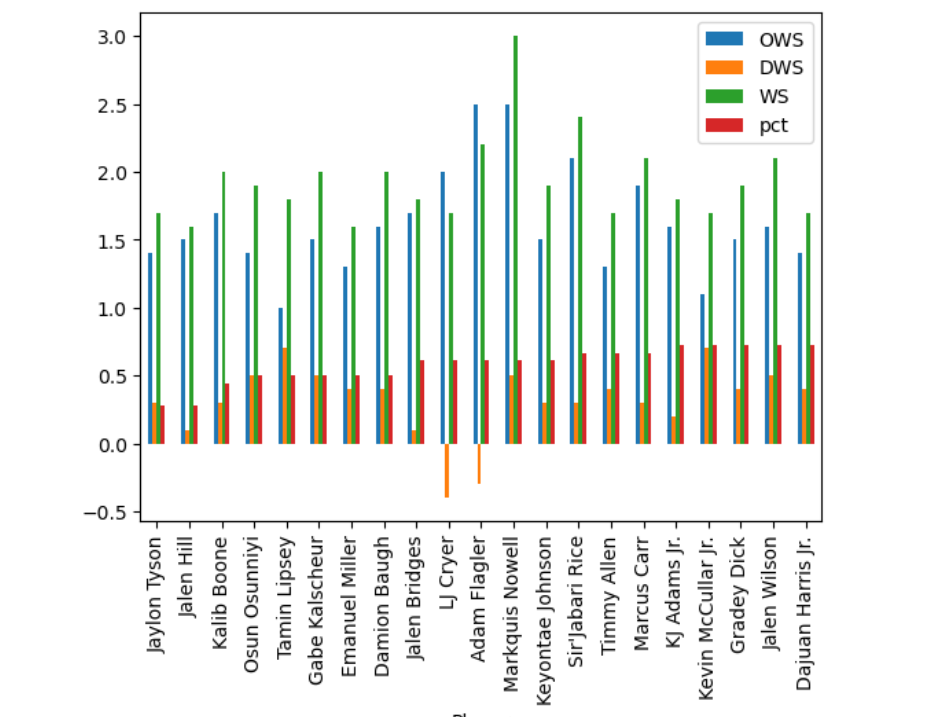 3.0
2.5
2.0
1.5
1.0
0.5
0.0
−0.5
OWS
DWS
WS
pct
Jaylon Tyson
Jalen Hill
Kalib Boone
Osun Osunniyi
Tamin Lipsey
Gabe Kalscheur
Emanuel Miller
Damion Baugh
Jalen Bridges
LJ Cryer
Adam Flagler
Markquis Nowell
Keyontae Johnson
Sir'Jabari Rice
Timmy Allen
Marcus Carr
KJ Adams Jr.
Kevin McCullar Jr.
Gradey Dick
Jalen Wilson
Dajuan Harris Jr.